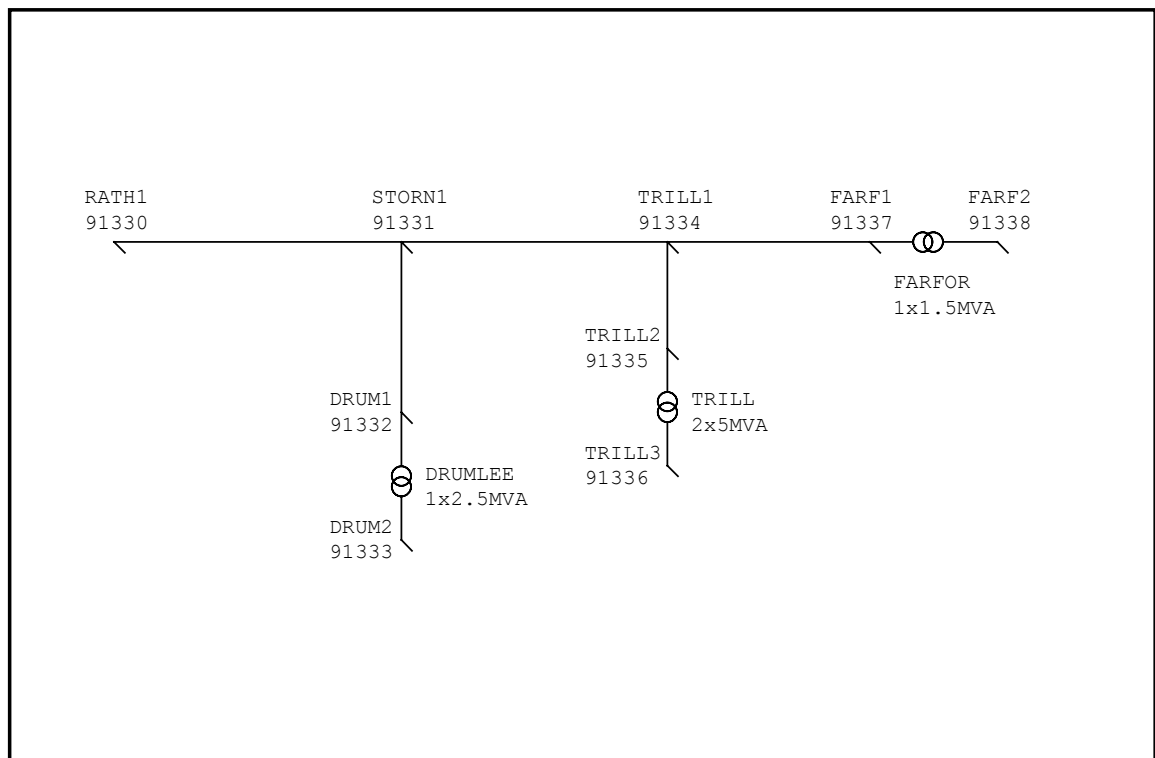 RATH1
91330
STORN1
91331
TRILL1
91334
FARF1
91337
FARF2
91338
FARFOR
1x1.5MVA
TRILL2
91335
TRILL
2x5MVA
DRUM1
91332
TRILL3
91336
DRUMLEE
1x2.5MVA
DRUM2
91333